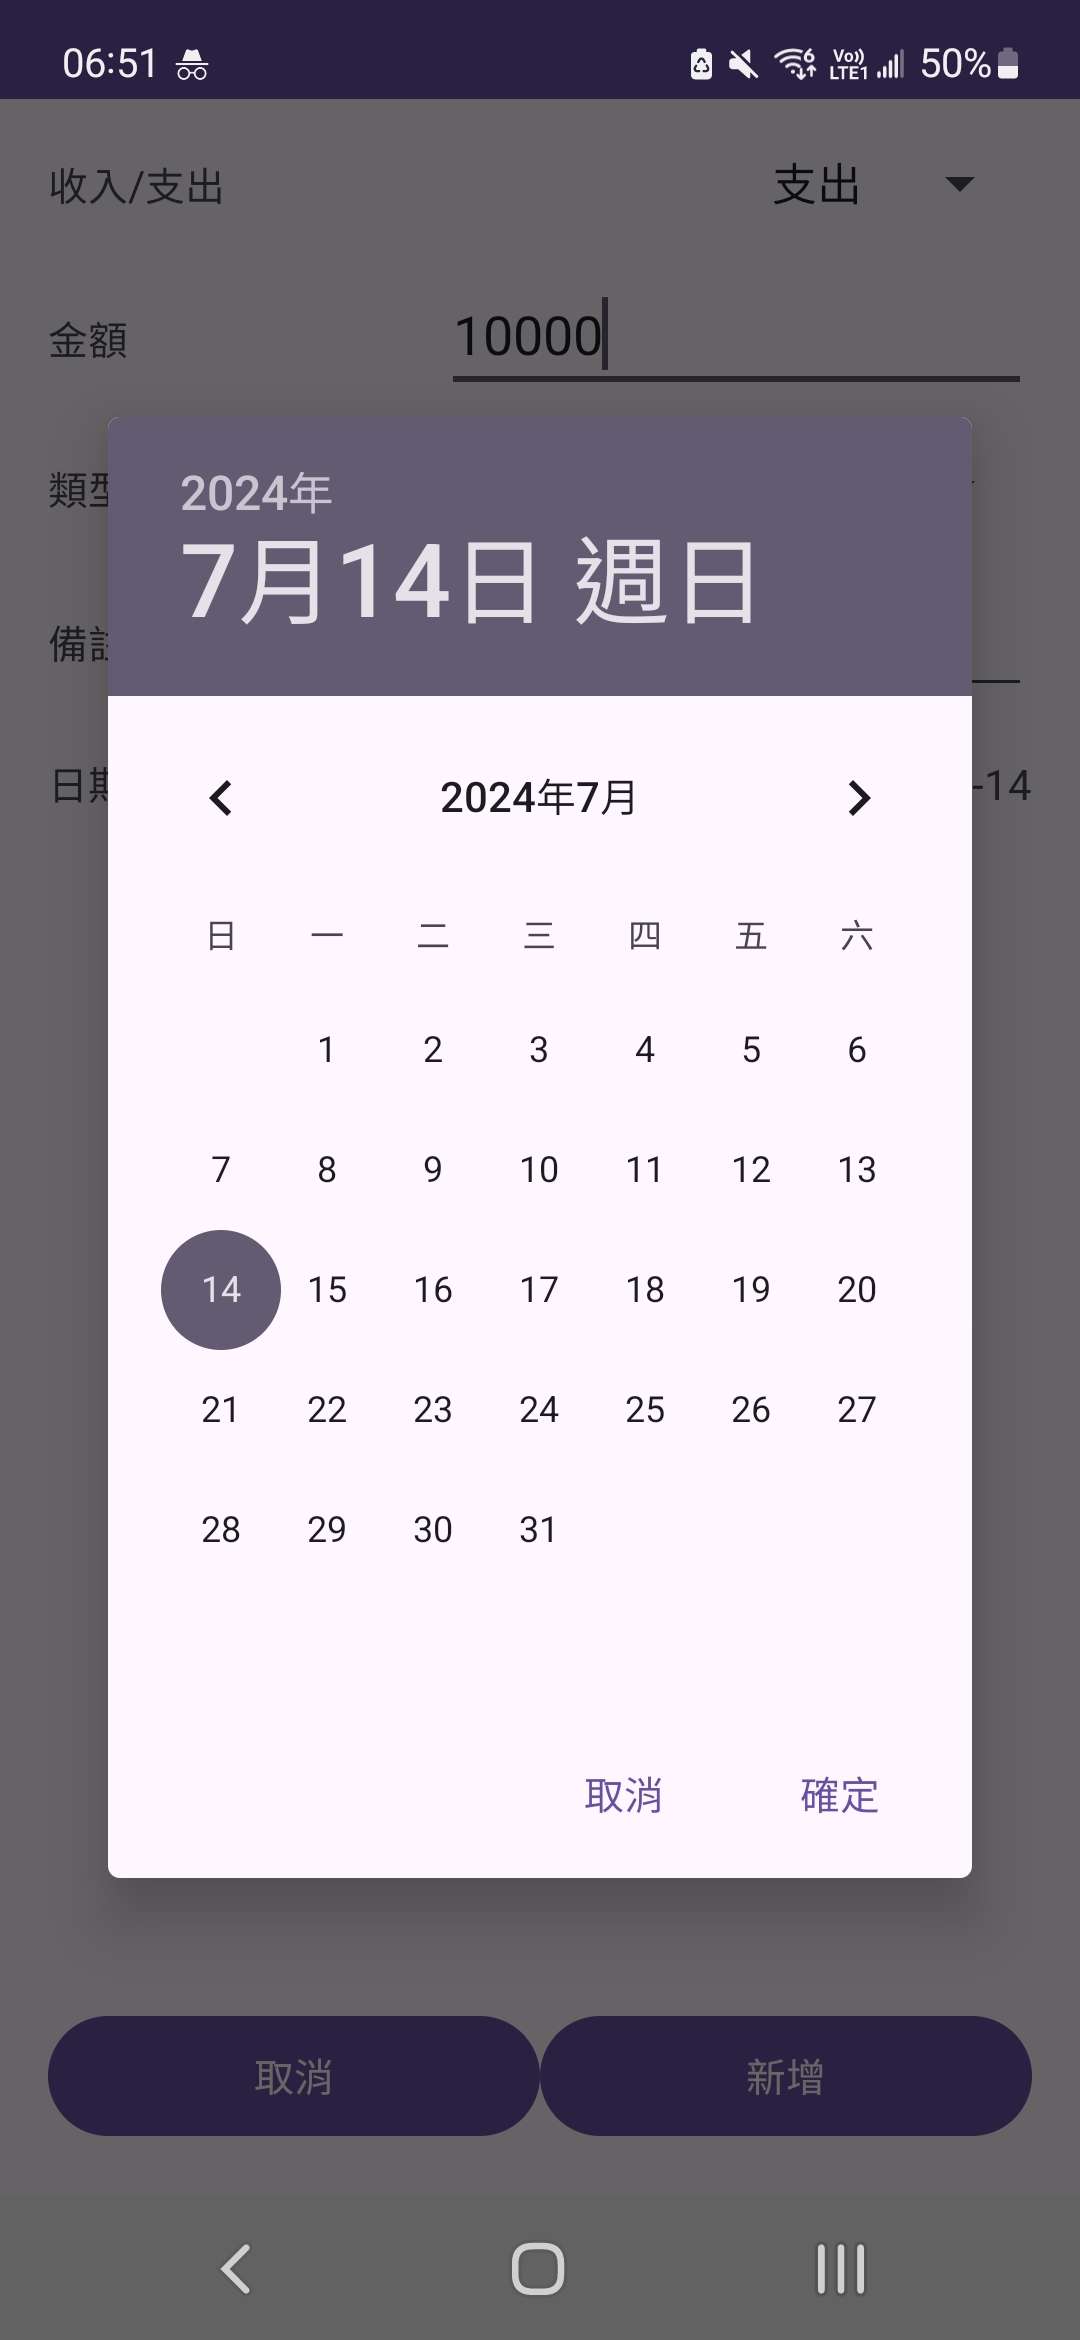 06:51 6 Vo)) LTE1 50%
收入/支出 支出
金額 10000
類型
2024年
7月14日 週日
備註
日期 -14
2024年7月
日 一 二 三 四 五 六
1 2 3 4 5 6
7 8 9 10 11 12 13
14 15 16 17 18 19 20
21 22 23 24 25 26 27
28 29 30 31
取消 確定
取消 新增